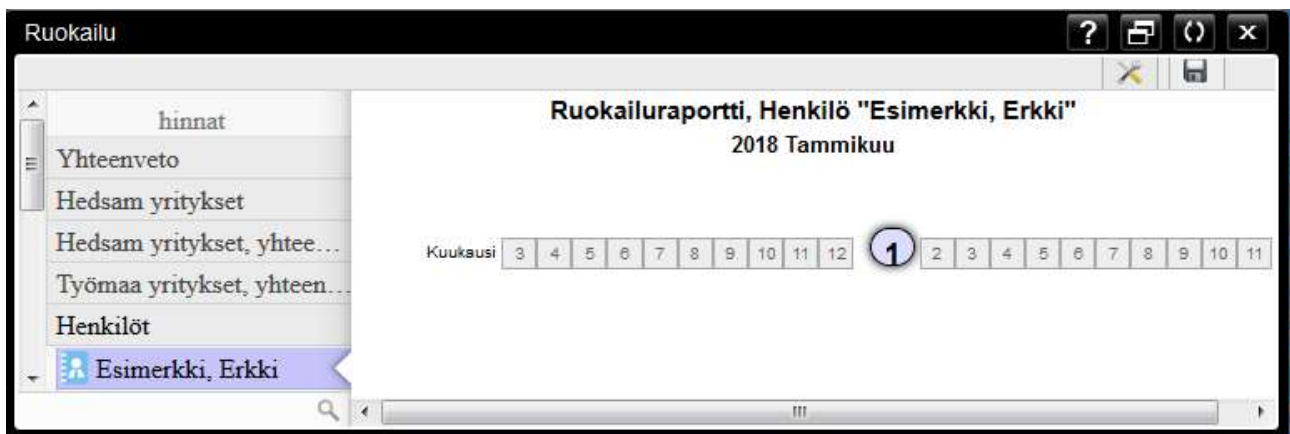 Ruokailu
?
hinnat
Yhteenveto
Hedsam yritykset
Hedsam yritykset, yhtee...
Työmaa yritykset, yhteen...
Henkilöt
Esimerkki, Erkki
Ruokailuraportti, Henkilö "Esimerkki, Erkki"
2018 Tammikuu
Kuukausi 3 4 5 6 7 8 9 10 11 12 1 2 3 4 5 6 7 8 9 10 11